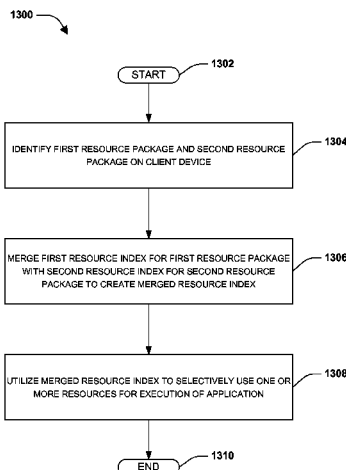 1300
START
1302
IDENTIFY FIRST RESOURCE PACKAGE AND SECOND RESOURCE
PACKAGE ON CLIENT DEVICE
1304
MERGE FIRST RESOURCE INDEX FOR FIRST RESOURCE PACKAGE
WITH SECOND RESOURCE INDEX FOR SECOND RESOURCE
PACKAGE TO CREATE MERGED RESOURCE INDEX
1306
UTILIZE MERGED RESOURCE INDEX TO SELECTIVELY USE ONE OR
MORE RESOURCES FOR EXECUTION OF APPLICATION
1308
END
1310